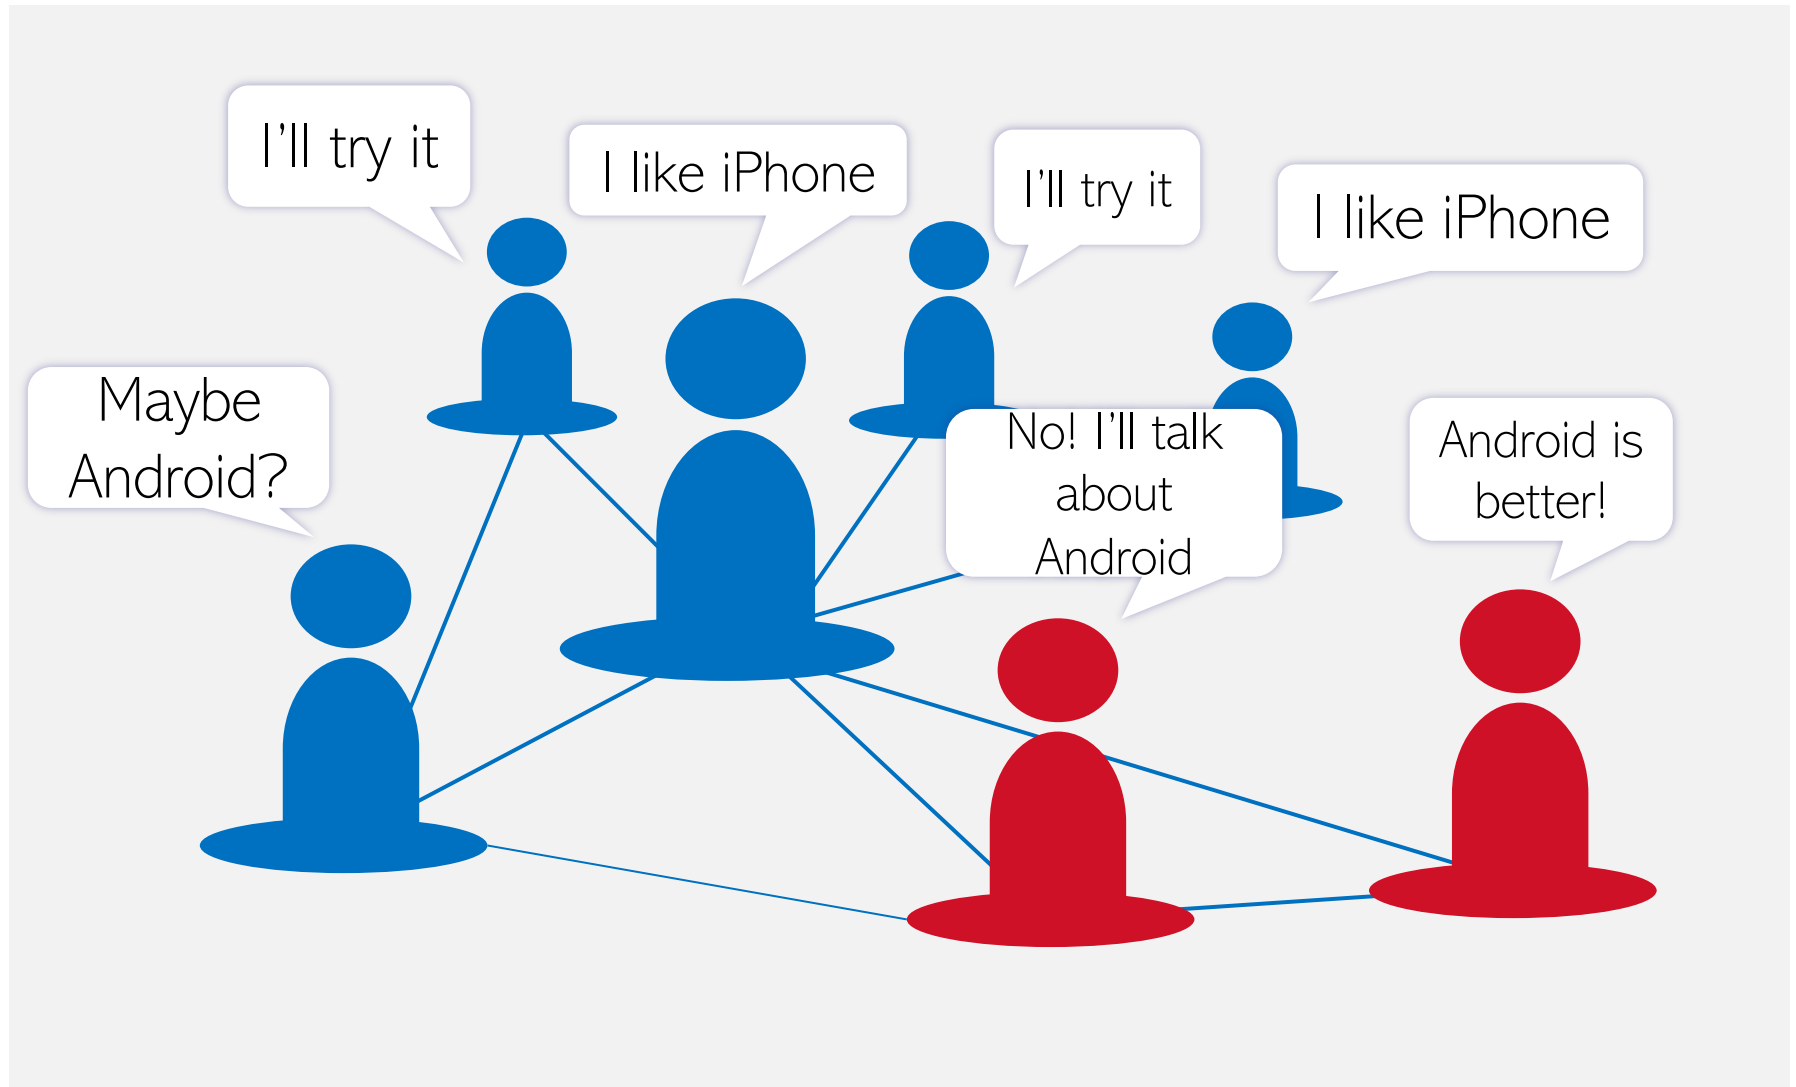 I'll try it
I like iPhone
I'll try it
I like iPhone
Maybe
Android?
No! I'll talk
about
Android
Android is
better!